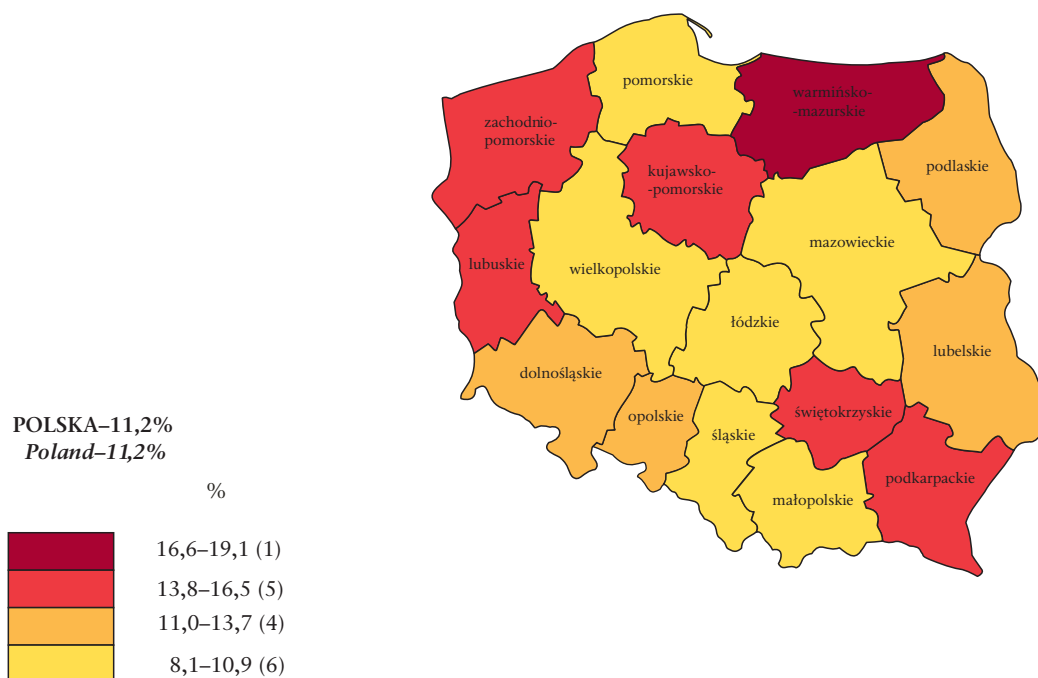 pomorskie
warmińsko-
-mazurskie
zachodnio-
pomorskie
podlaskie
kujawsko-
-pomorskie
mazowieckie
lubuskie
wielkopolskie
łódzkie
lubelskie
dolnośląskie
opolskie
świętokrzyskie
śląskie
podkarpackie
małopolskie
POLSKA–11,2%
Poland–11,2%
%
16,6–19,1 (1)
13,8–16,5 (5)
11,0–13,7 (4)
8,1–10,9 (6)